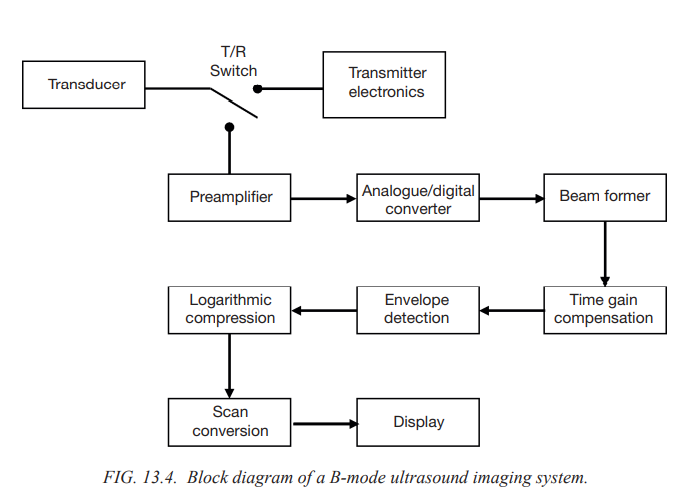 T/R
Switch
Transducer
Transmitter
electronics
Preamplifier
Analogue/digital
converter
Beam former
Logarithmic
compression
Envelope
detection
Time gain
compensation
Scan
conversion
Display
FIG. 13.4. Block diagram of a B-mode ultrasound imaging system.